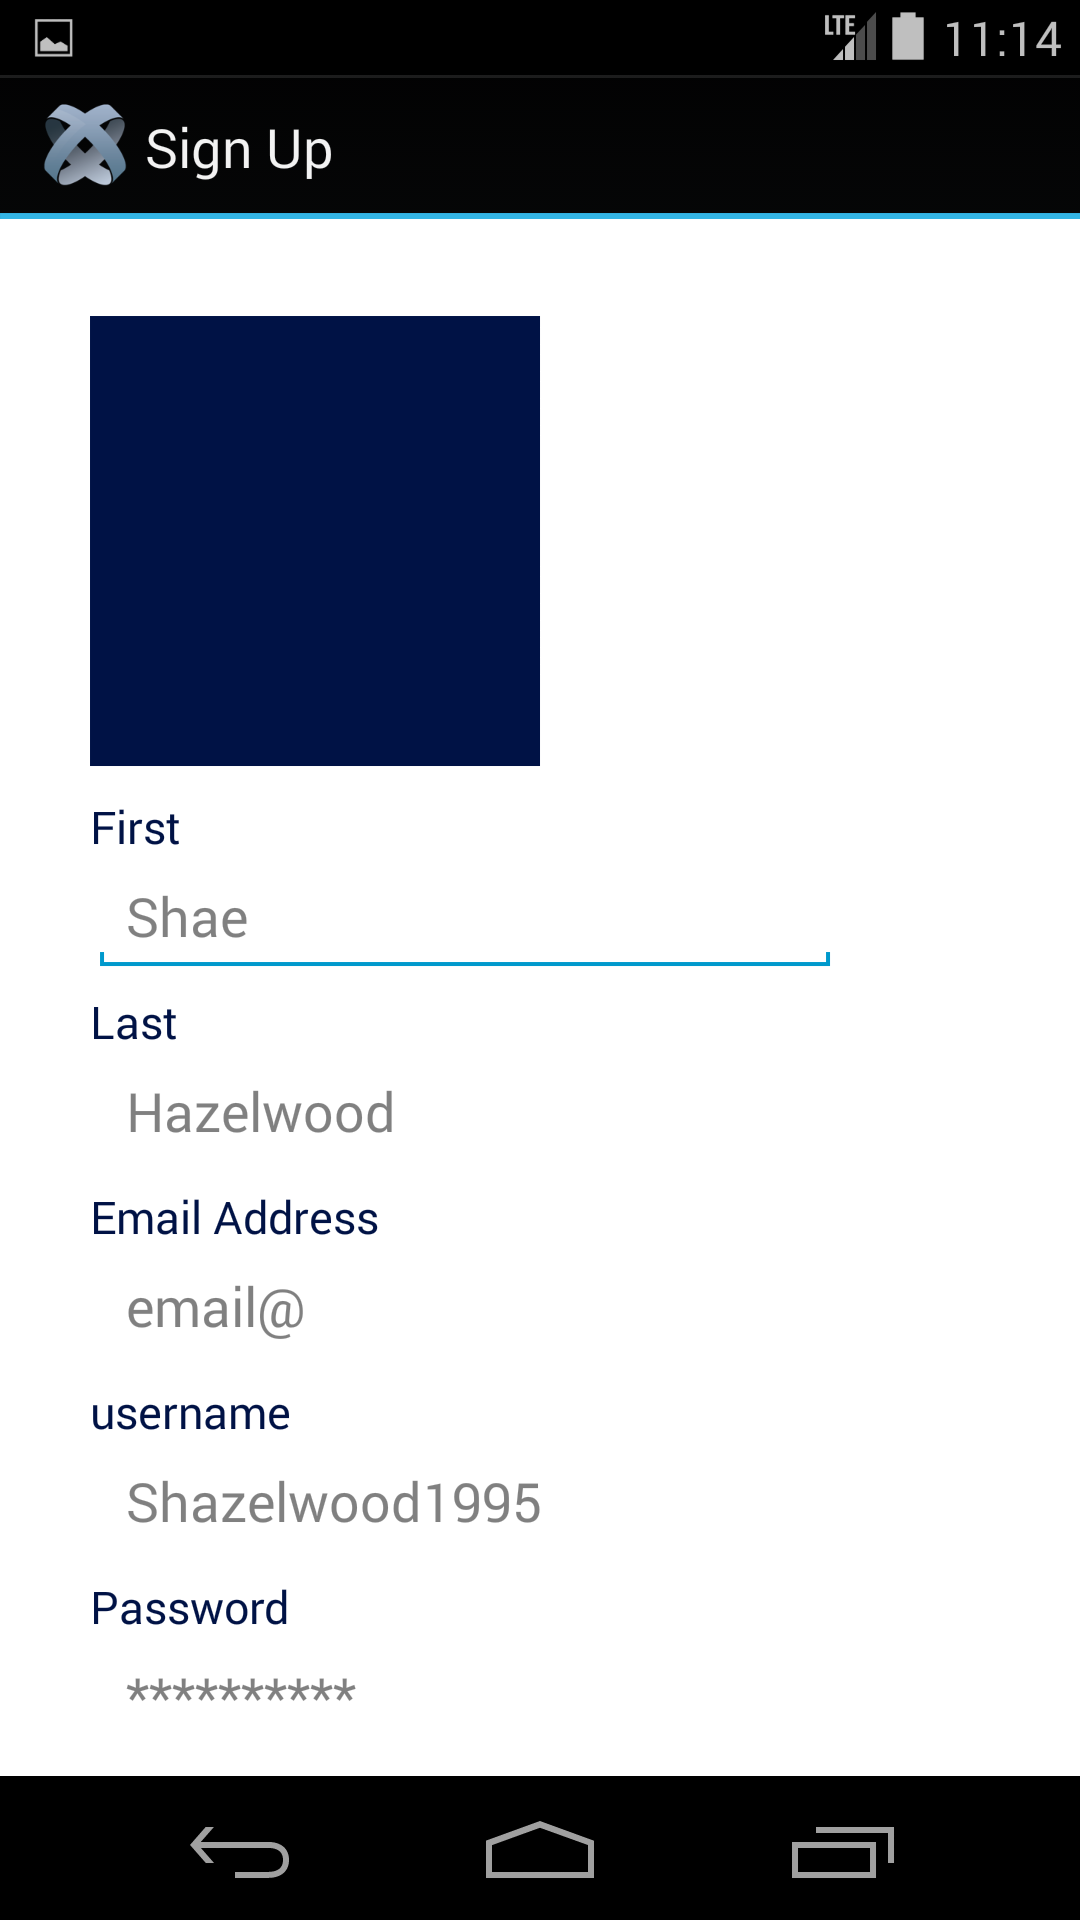 LTE 11:14
Sign Up
First
Shae
Last
Hazelwood
Email Address
email@
username
Shazelwood1995
Password
**********